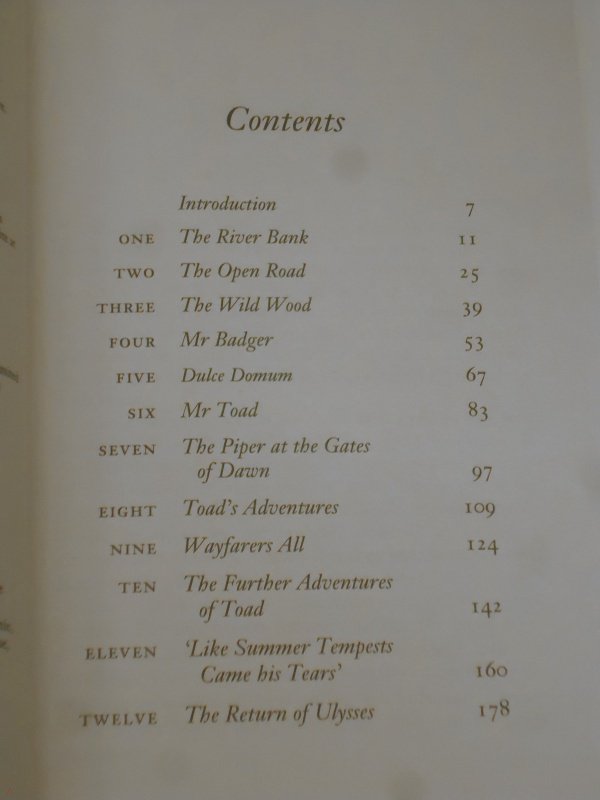 Contents
Introduction 7
ONE The River Bank 11
TWO The Open Road 25
THREE The Wild Wood 39
FOUR Mr Badger 53
FIVE Dulce Domum 67
SIX Mr Toad 83
SEVEN The Piper at the Gates
of Dawn 97
EIGHT Toad's Adventures 109
NINE Wayfarers All 124
TEN The Further Adventures
of Toad 142
ELEVEN 'Like Summer Tempests
Came his Tears' 160
TWELVE The Return of Ulysses 178